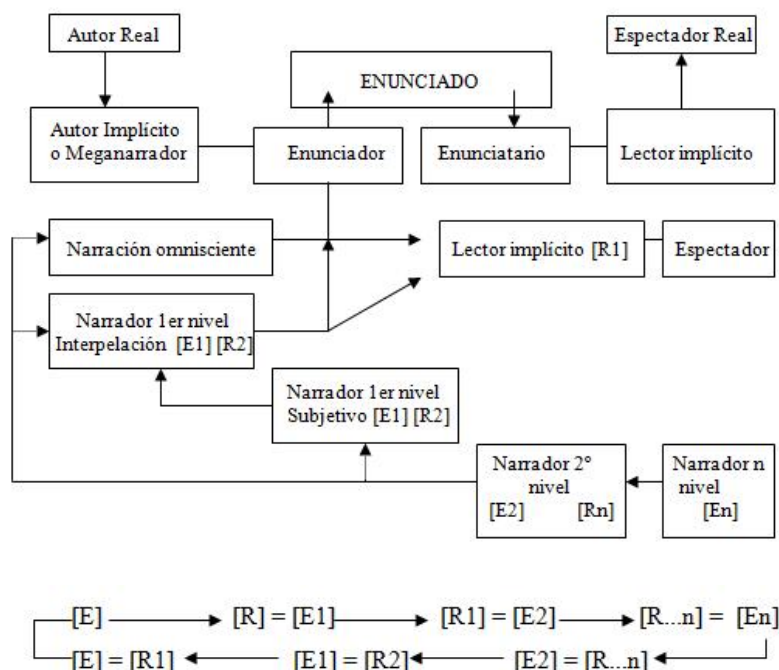 Autor Real
Espectador Real
ENUNCIADO
Autor Implícito
o Meganarrador
Enunciador
Enunciatario
Lector implícito
Narración omnisciente
Lector implícito [R1]
Espectador
Narrador 1er nivel
Interpelación [E1] [R2]
Narrador 1er nivel
Subjetivo [E1] [R2]
Narrador 2°
nivel
[E2] [Rn]
Narrador n
nivel
[En]
[E] [R] = [E1] [R1] = [E2] [R...n] = [En]
[E] = [R1] [E1] = [R2] [E2] = [R...n]